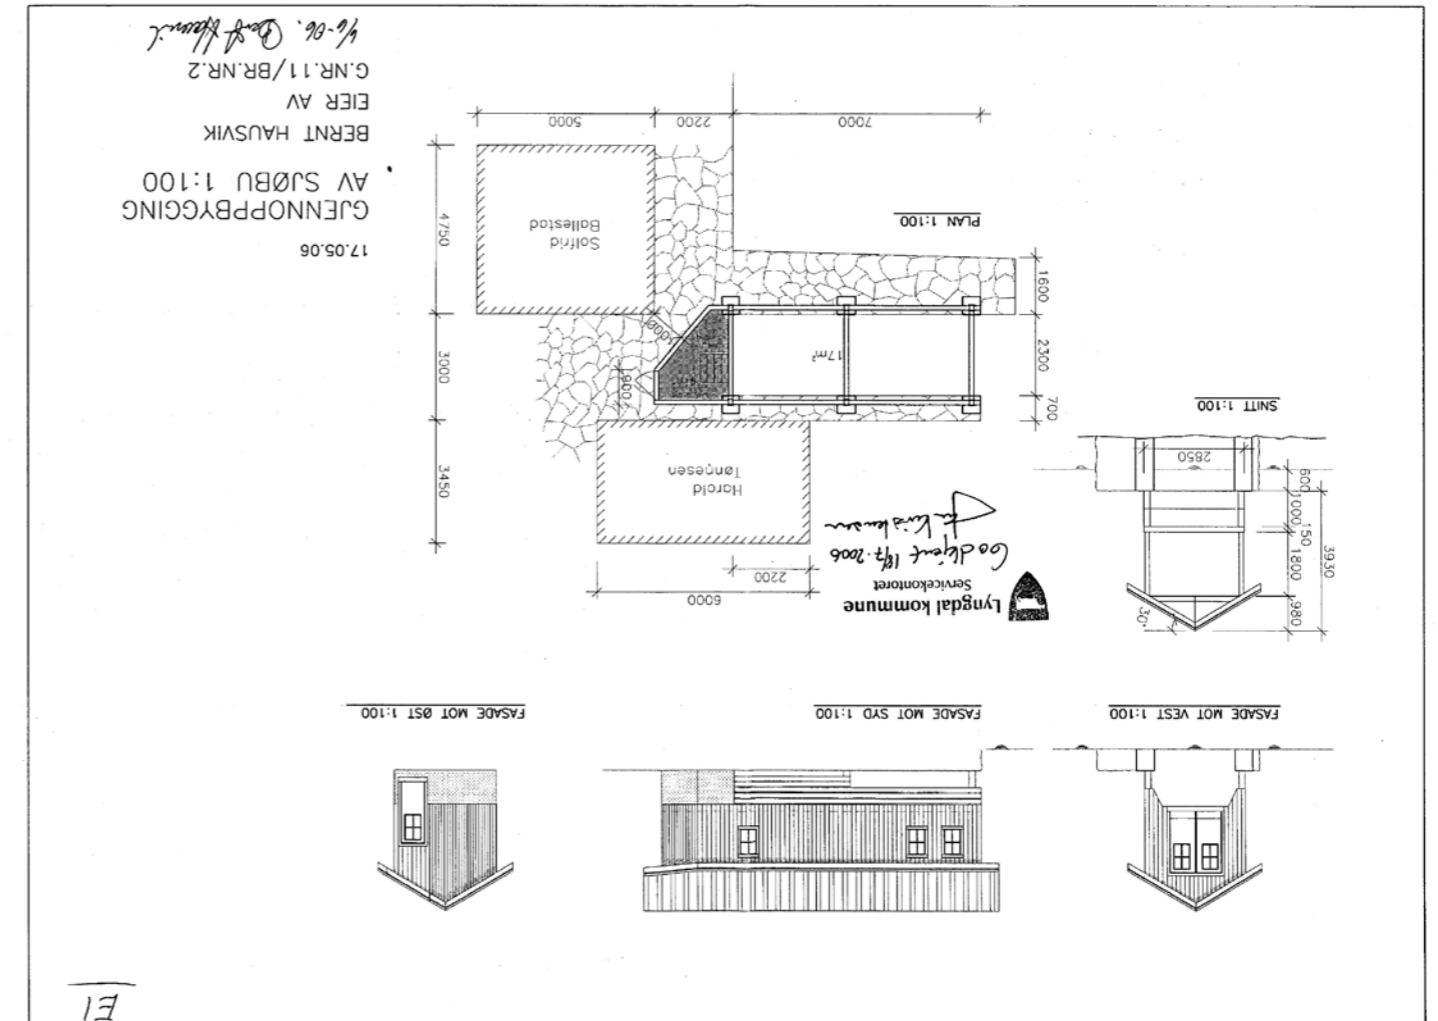 E1
FASADE MOT VEST 1:100
FASADE MOT SYD 1:100
FASADE MOT ØST 1:100
30°
980
1800
150
1000
600
3930
2850
SNITT 1:100
Lyngdal kommune
Servicekontoret
Godkjent 18/7-2006
6000
2200
Harold
Tønnesen
700
2300
1600
17m²
900
1000
3450
3000
4750
Solfrid
Ballestad
PLAN 1:100
7000
2200
5000
17.05.06
GJENNOPPBYGGING
AV SJØBU 1:100
BERNT HAUSVIK
EIER AV
G.NR.11/BR.NR.2